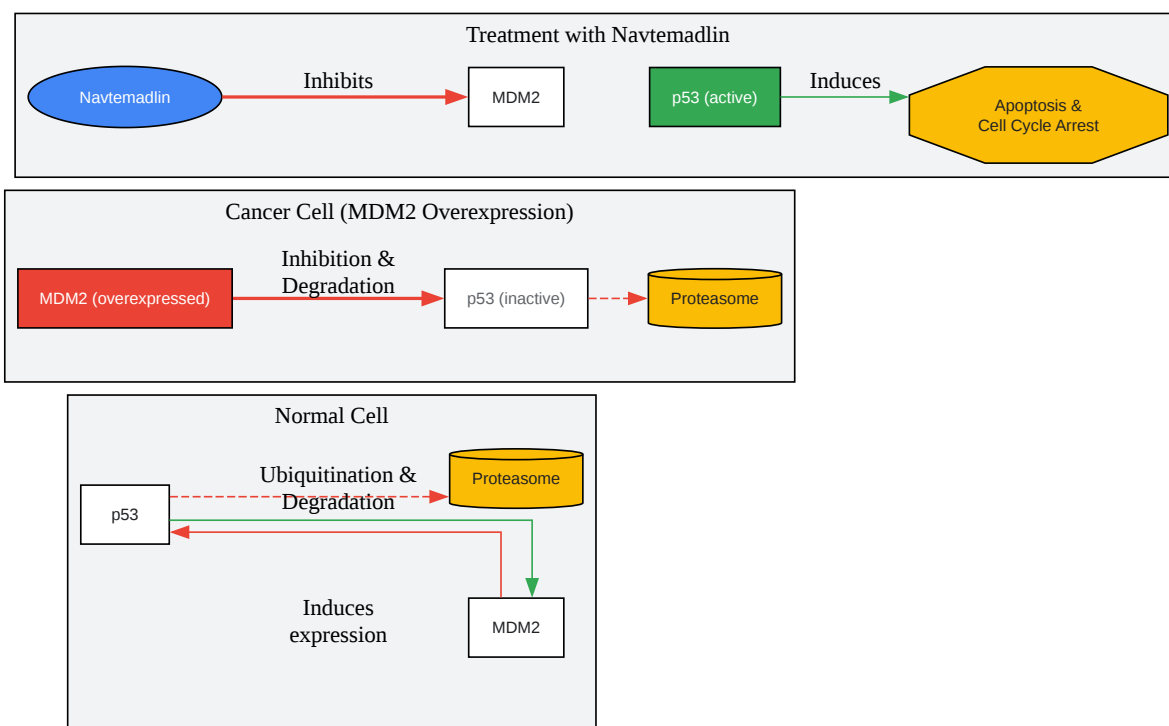 Treatment with Navtemadlin
Navtemadlin
Inhibits
MDM2
p53 (active)
Induces
Apoptosis &
Cell Cycle Arrest
Cancer Cell (MDM2 Overexpression)
MDM2 (overexpressed)
Inhibition &
Degradation
p53 (inactive)
Proteasome
Normal Cell
p53
Ubiquitination &
Degradation
Proteasome
Induces
expression
MDM2